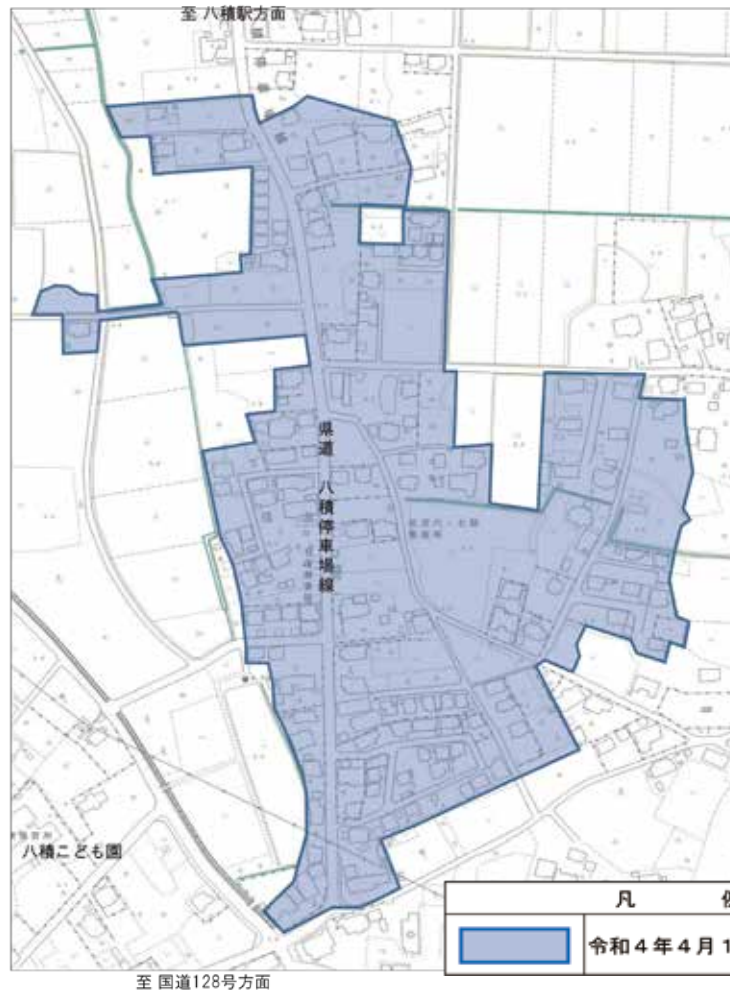 至 八積駅方面
県道 八積停車場線
八積こども園
凡 例
令和4年4月1
至 国道128号方面